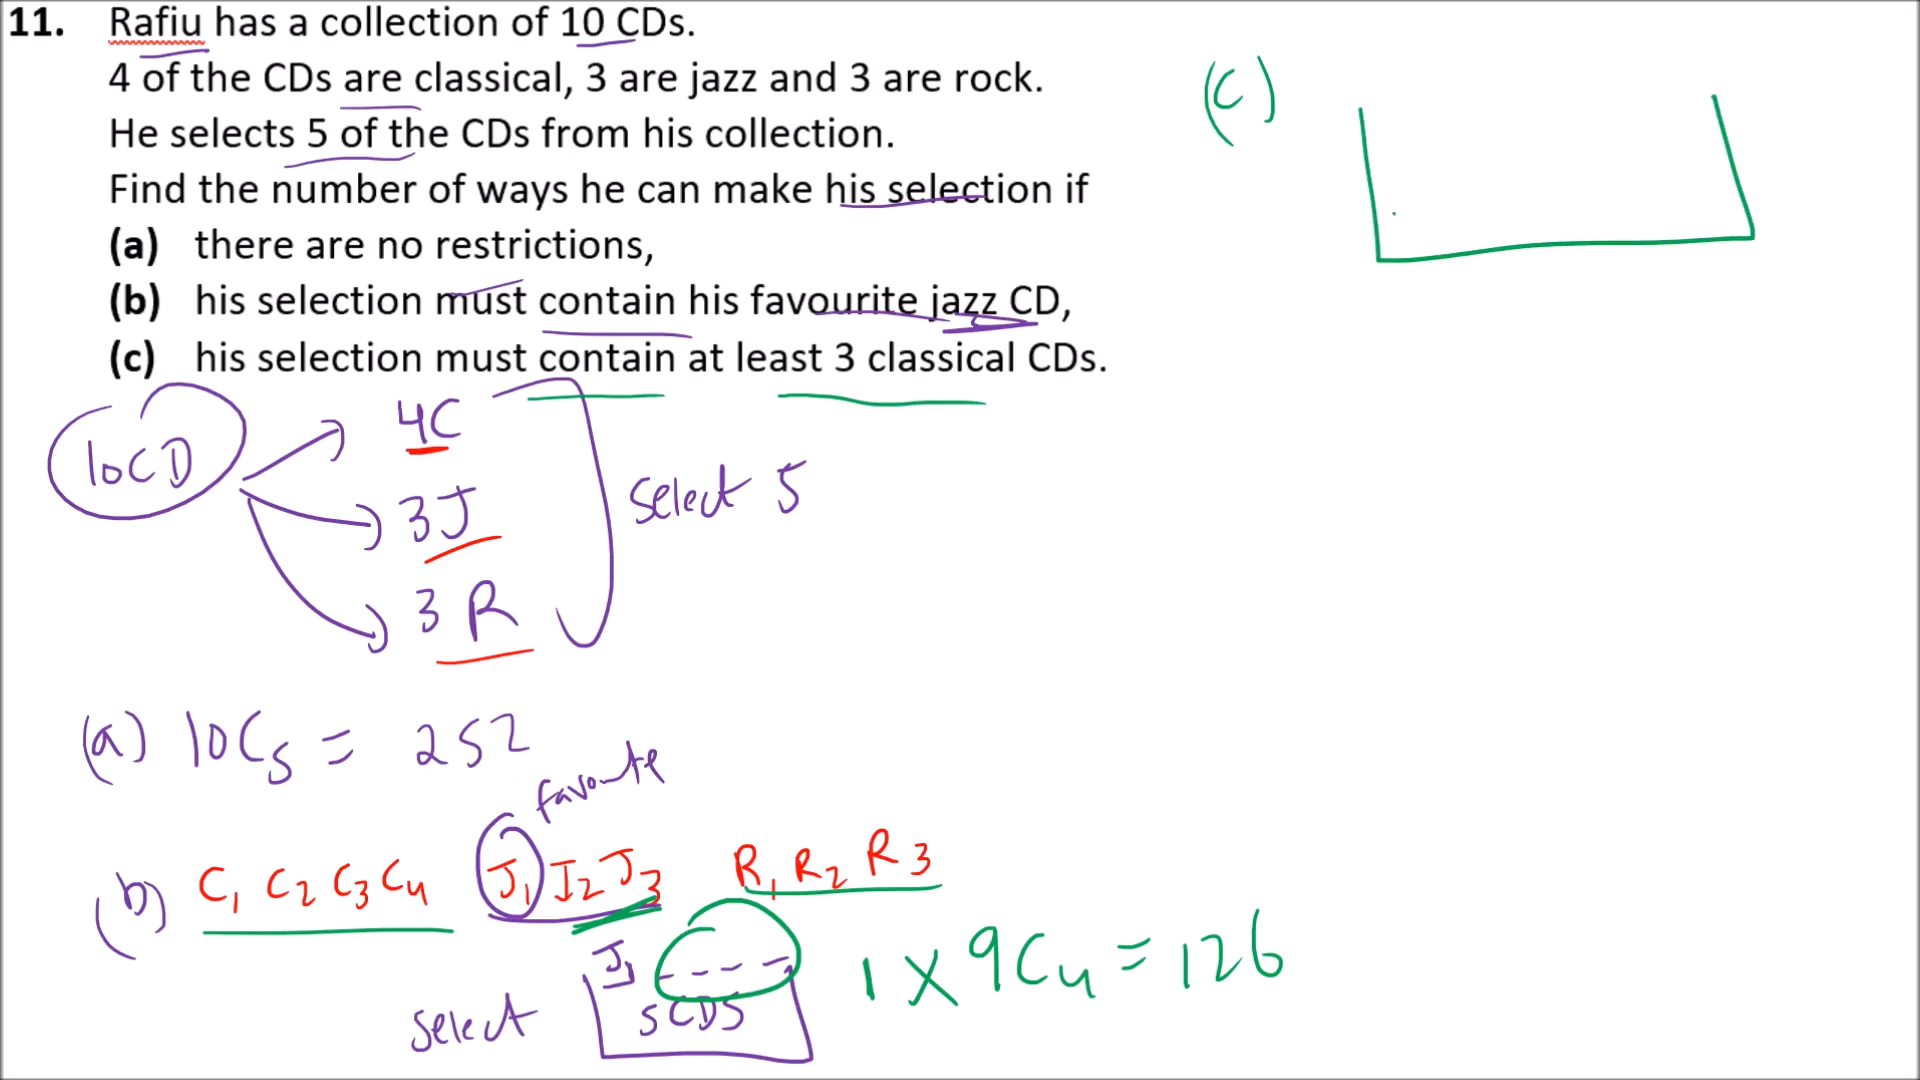 11. Rafiu has a collection of 10 CDs.
4 of the CDs are classical, 3 are jazz and 3 are rock.
He selects 5 of the CDs from his collection.
Find the number of ways he can make his selection if
(a) there are no restrictions,
(b) his selection must contain his favourite jazz CD,
(c) his selection must contain at least 3 classical CDs.
(c)
10CD
4C
3J
3 R
Select 5
(a) 10C5 = 252
favourite
(b) C1 C2 C3 C4 J1 J2 J3 R1 R2 R3
J1 _ _ _ _
1 X 9C4 = 126
select 5CDS